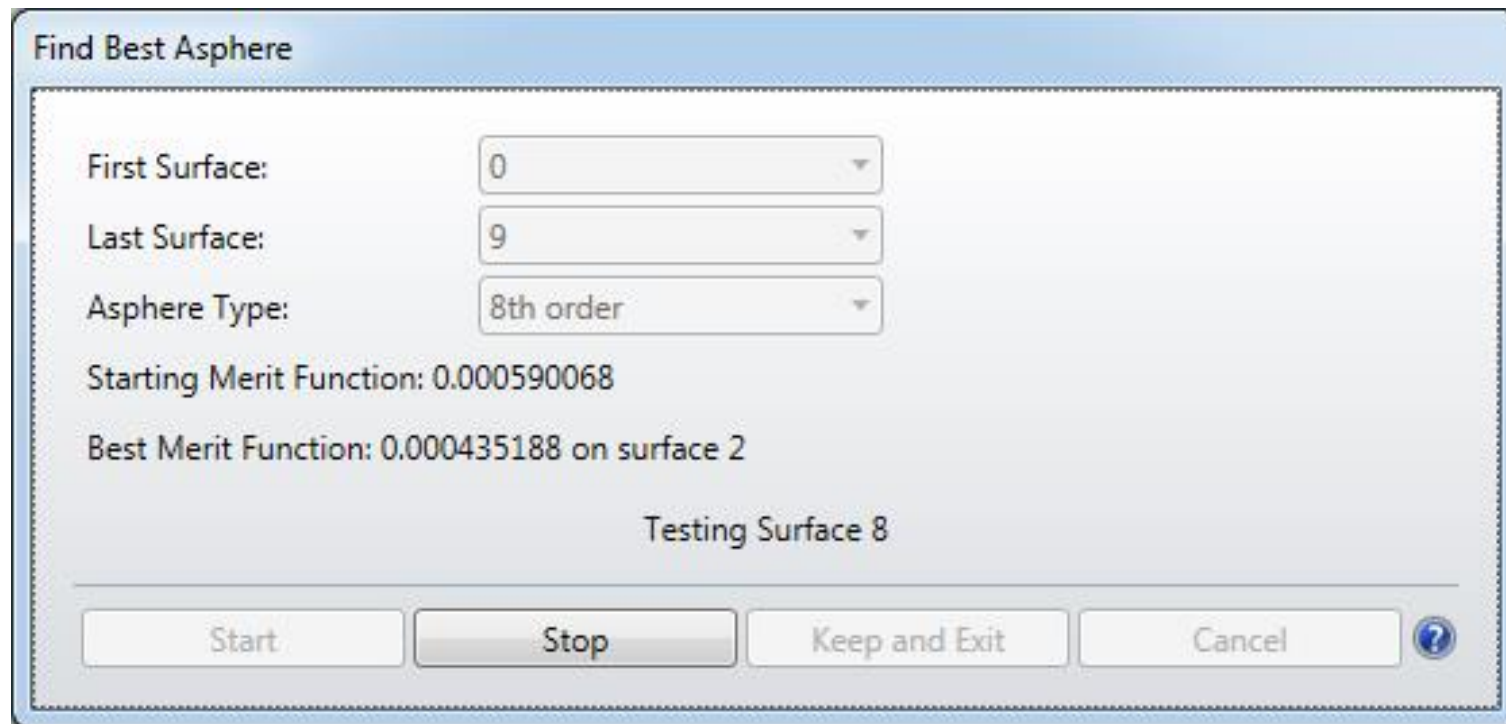 Find Best Asphere
First Surface: 0
Last Surface: 9
Asphere Type: 8th order
Starting Merit Function: 0.000590068
Best Merit Function: 0.000435188 on surface 2
Testing Surface 8
Start Stop Keep and Exit Cancel ?